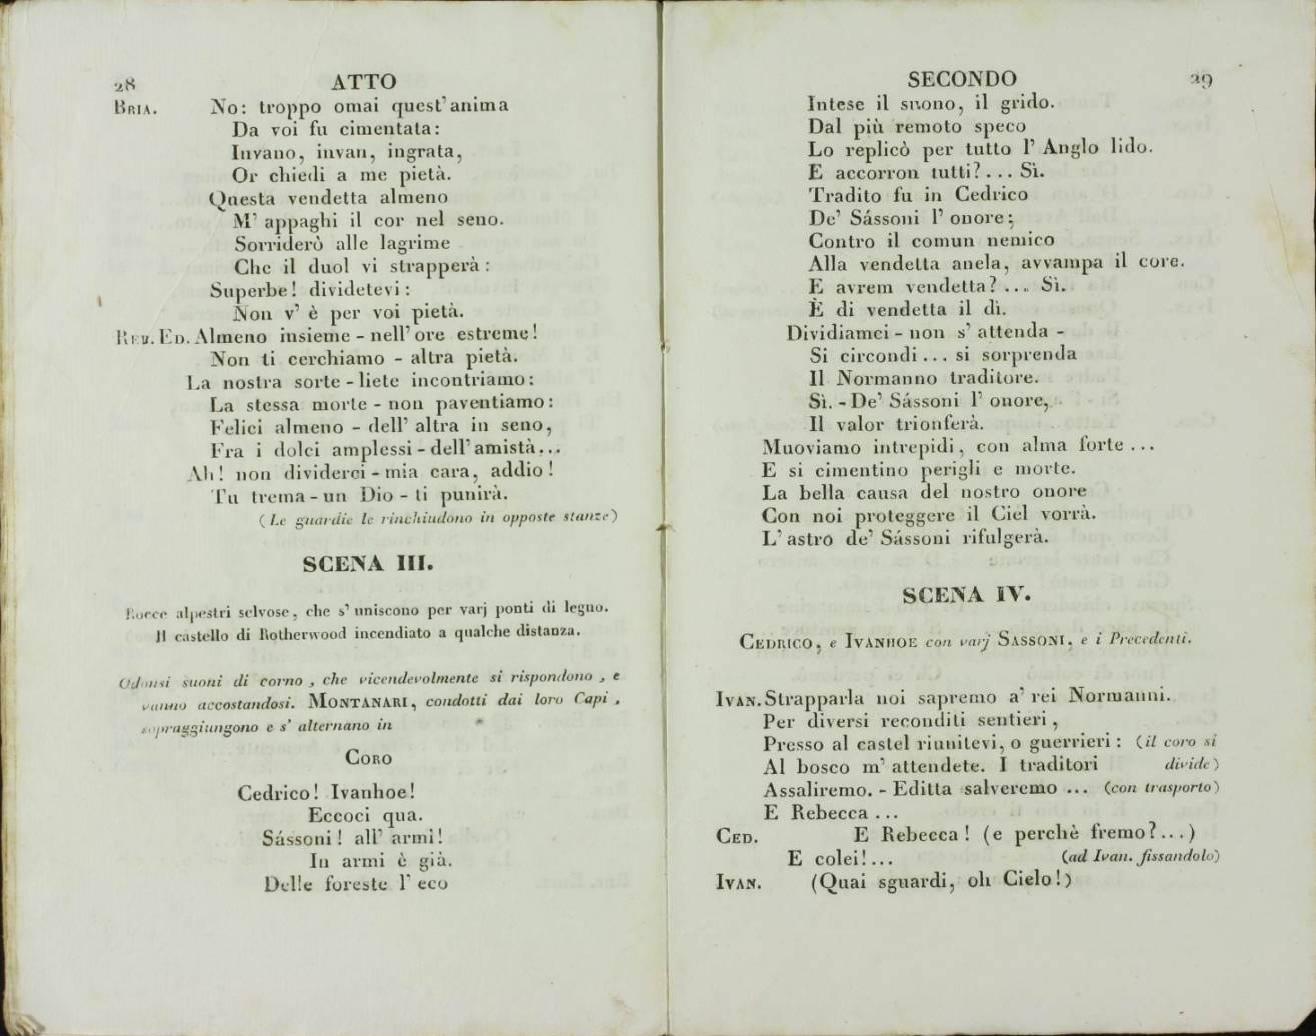 28 ATTO
BRIA. No: troppo omai quest' anima
Da voi fu cimentata:
Invano, invan, ingrata,
Or chiedi a me pietà.
Questa vendetta almeno
M' appaghi il cor nel seno.
Sorriderò alle lagrime
Che il duol vi strapperà:
Superbe! dividetevi:
Non v' è per voi pietà.
REB. ED. Almeno insieme - nell' ore estreme!
Non ti cerchiamo - altra pietà.
La nostra sorte - liete incontriamo:
La stessa morte - non paventiamo:
Felici almeno - dell' altra in seno,
Fra i dolci amplessi - dell' amistà...
Ah! non dividerci - mia cara, addio!
Tu trema - un Dio - ti punirà.
(Le guardie le rinchiudono in opposte stanze)
SCENA III.
Rocce alpestri selvose, che s' uniscono per varj ponti di legno.
Il castello di Rotherwood incendiato a qualche distanza.
Odonsi suoni di corno, che vicendevolmente si rispondono, e
vanno accostandosi. MONTANARI, condotti dai loro Capi,
sopraggiungono e s' alternano in
CORO
Cedrico! Ivanhoe!
Eccoci qua.
Sássoni! all' armi!
In armi è già.
Delle foreste l' eco
SECONDO 29
Intese il suono, il grido.
Dal più remoto speco
Lo replicò per tutto l' Anglo lido.
E accorron tutti?... Sì.
Tradito fu in Cedrico
De' Sássoni l' onore;
Contro il comun nemico
Alla vendetta anela, avvampa il core.
E avrem vendetta?... Sì.
È di vendetta il dì.
Dividiamci - non s' attenda -
Si circondi... si sorprenda
Il Normanno traditore.
Sì. - De' Sássoni l' onore,
Il valor trionferà.
Muoviamo intrepidi, con alma forte...
E si cimentino perigli e morte.
La bella causa del nostro onore
Con noi proteggere il Ciel vorrà.
L' astro de' Sássoni rifulgerà.
SCENA IV.
CEDRICO, e IVANHOE con varj SASSONI, e i Precedenti.
IVAN. Strapparla noi sapremo a' rei Normanni.
Per diversi reconditi sentieri,
Presso al castel riunitevi, o guerrieri: (il coro si
Al bosco m' attendete. I traditori divide)
Assaliremo. - Editta salveremo ... (con trasporto)
E Rebecca...
CED. E Rebecca! (e perchè fremo?...)
E colei!... (ad Ivan. fissandolo)
IVAN. (Quai sguardi, oh Cielo!)